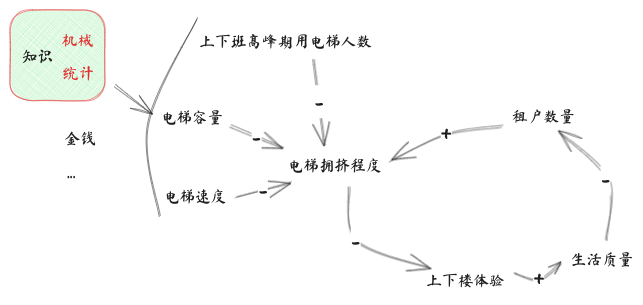 知识
机械
统计
金钱
...
上下班高峰期用电梯人数
-
电梯容量
-
电梯速度
-
电梯拥挤程度
+
租户数量
-
生活质量
+
上下楼体验
-